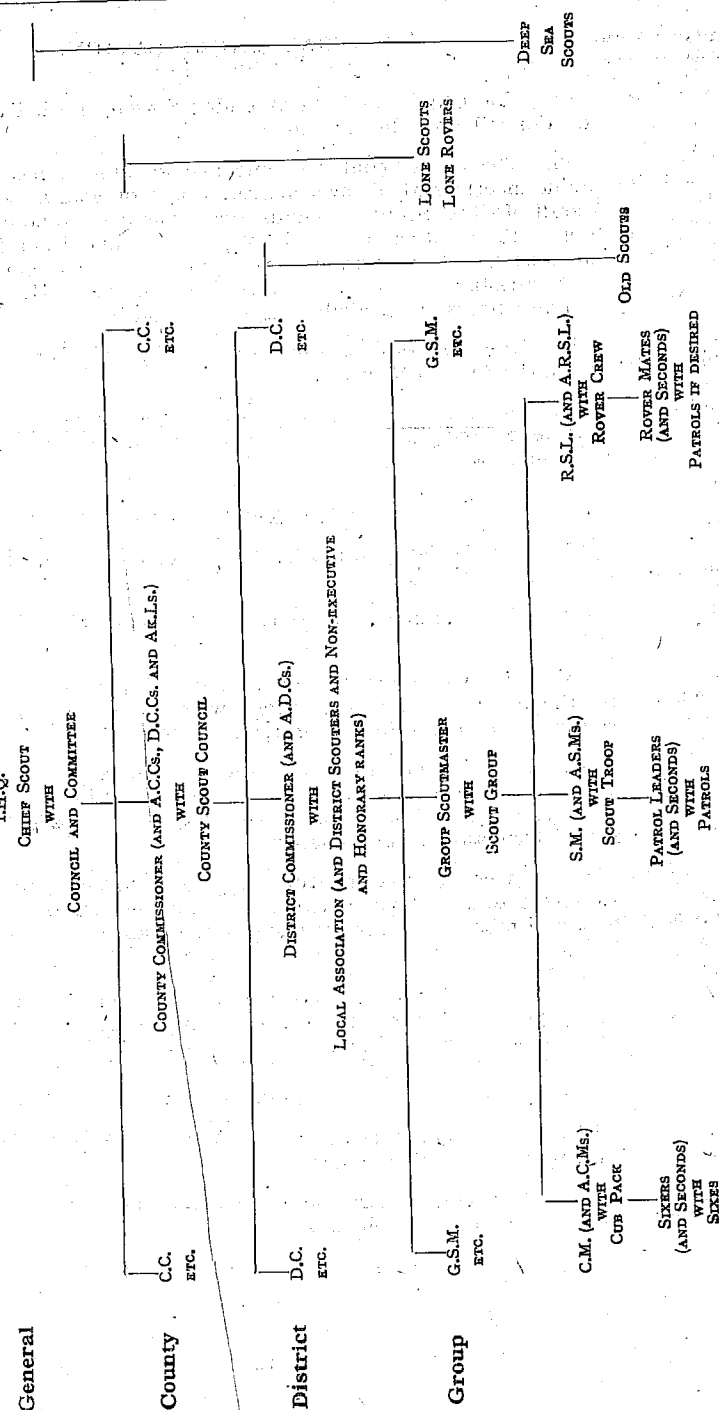 General
I.H.Q.
CHIEF SCOUT
WITH
COUNCIL AND COMMITTEE
DEEP
SEA
SCOUTS
County
C.C.
ETC.
COUNTY COMMISSIONER (AND A.C.Cs., D.C.Cs. AND AK.LS.)
WITH
COUNTY SCOUT COUNCIL
C.C.
ETC.
LONE SCOUTS
LONE ROVERS
District
D.C.
ETC.
DISTRICT COMMISSIONER (AND A.D.Cs.)
WITH
LOCAL ASSOCIATION (AND DISTRICT SCOUTERS AND NON-EXECUTIVE
AND HONORARY RANKS)
D.C.
ETC.
OLD SCOUTS
Group
G.S.M.
ETC.
GROUP SCOUTMASTER
WITH
SCOUT GROUP
G.S.M.
ETC.
C.M. (AND A.C.Ms.)
WITH
CUB PACK
SIXERS
(AND SECONDS)
WITH
SIXES
S.M. (AND A.S.Ms.)
WITH
SCOUT TROOP
PATROL LEADERS
(AND SECONDS)
WITH
PATROLS
R.S.L. (AND A.R.S.L.)
WITH
ROVER CREW
ROVER MATES
(AND SECONDS)
WITH
PATROLS IF DESIRED